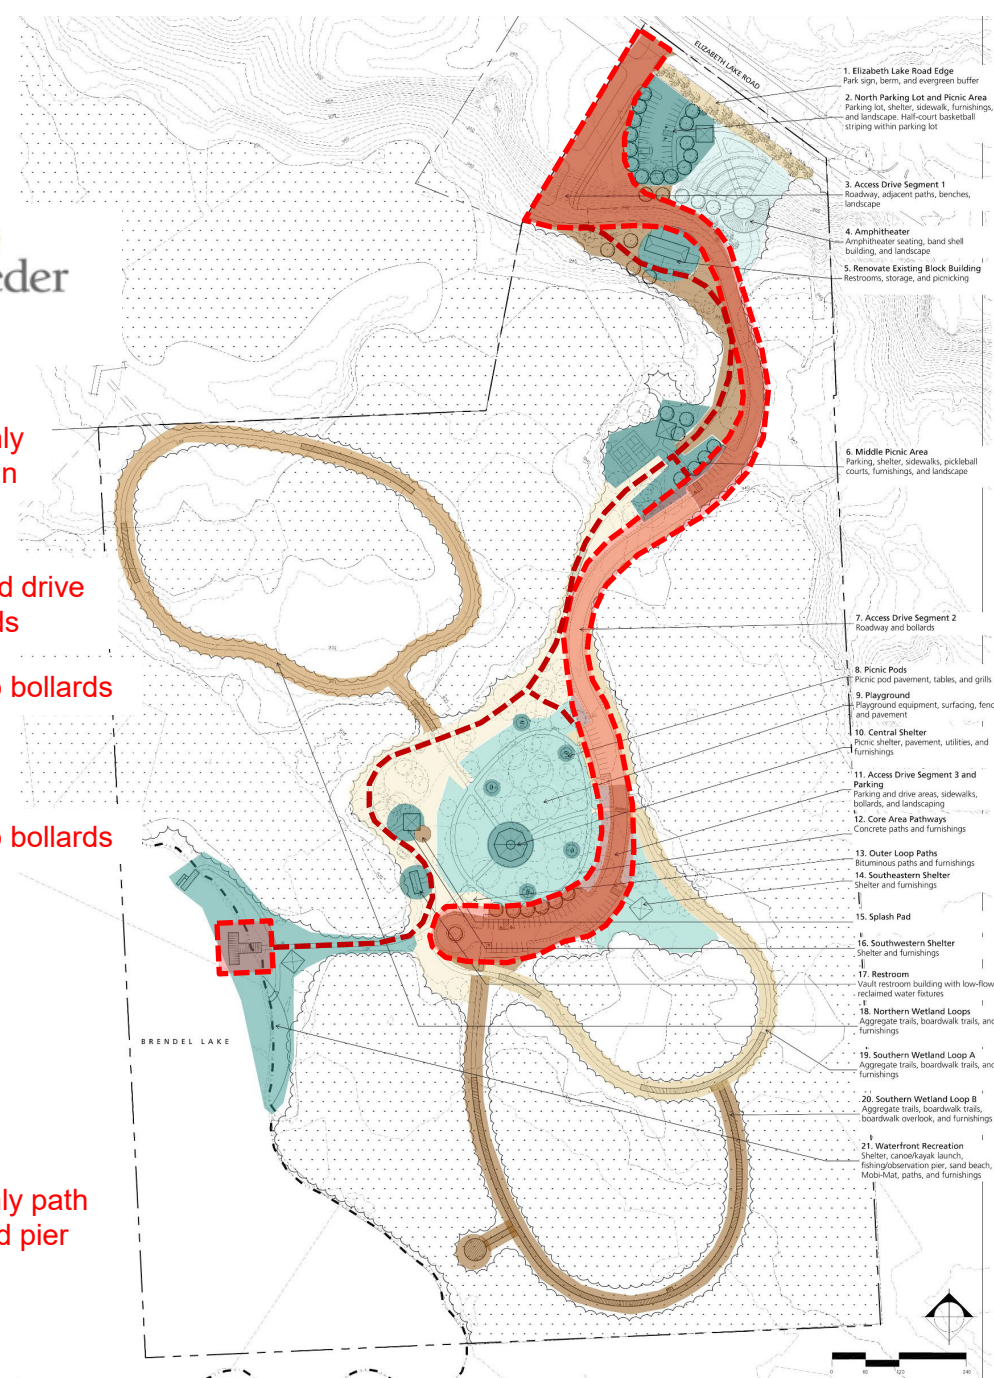 ELIZABETH LAKE ROAD
1. Elizabeth Lake Road Edge
Park sign, berm, and evergreen buffer
2. North Parking Lot and Picnic Area
Parking lot, shelter, sidewalk, furnishings,
and landscape. Half-court basketball
striping within parking lot
3. Access Drive Segment 1
Roadway, adjacent paths, benches,
landscape
4. Amphitheater
Amphitheater seating, band shell
building, and landscape
5. Renovate Existing Block Building
Restrooms, storage, and picnicking
eder
nly
n
6. Middle Picnic Area
Parking, shelter, sidewalks, pickleball
courts, furnishings, and landscape
d drive
ds
7. Access Drive Segment 2
Roadway and bollards
bollards
8. Picnic Pods
Picnic pod pavement, tables, and grills
9. Playground
Playground equipment, surfacing, fenc
and pavement
10. Central Shelter
Picnic shelter, pavement, utilities, and
furnishings
11. Access Drive Segment 3 and
Parking
Parking and drive areas, sidewalks,
bollards, and landscaping
bollards
12. Core Area Pathways
Concrete paths and furnishings
13. Outer Loop Paths
Bituminous paths and furnishings
14. Southeastern Shelter
Shelter and furnishings
15. Splash Pad
16. Southwestern Shelter
Shelter and furnishings
17. Restroom
Vault restroom building with low-flow
reclaimed water fixtures
18. Northern Wetland Loops
Aggregate trails, boardwalk trails, and
furnishings
BRENDEL LAKE
19. Southern Wetland Loop A
Aggregate trails, boardwalk trails, and
furnishings
20. Southern Wetland Loop B
Aggregate trails, boardwalk trails,
boardwalk overlook, and furnishings
21. Waterfront Recreation
Shelter, canoe/kayak launch,
fishing/observation pier, sand beach,
Mobi-Mat, paths, and furnishings
nly path
d pier
0 60 120 240